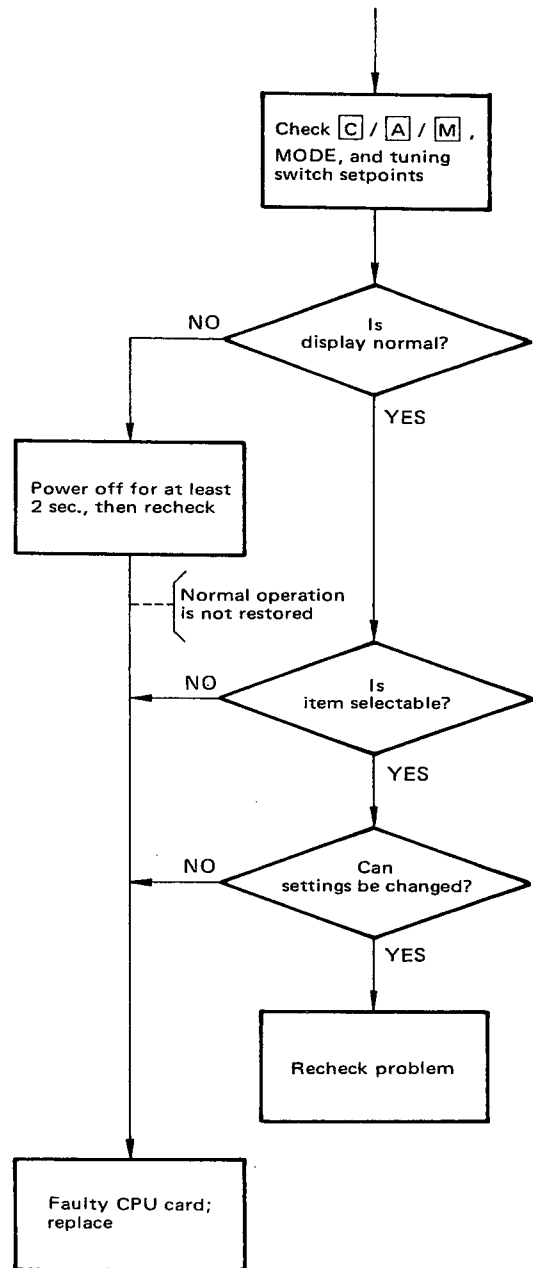 Check C / A / M ,
MODE, and tuning
switch setpoints
Is
display normal?
NO
YES
Power off for at least
2 sec., then recheck
Normal operation
is not restored
Is
item selectable?
NO
YES
Can
settings be changed?
NO
YES
Recheck problem
Faulty CPU card;
replace